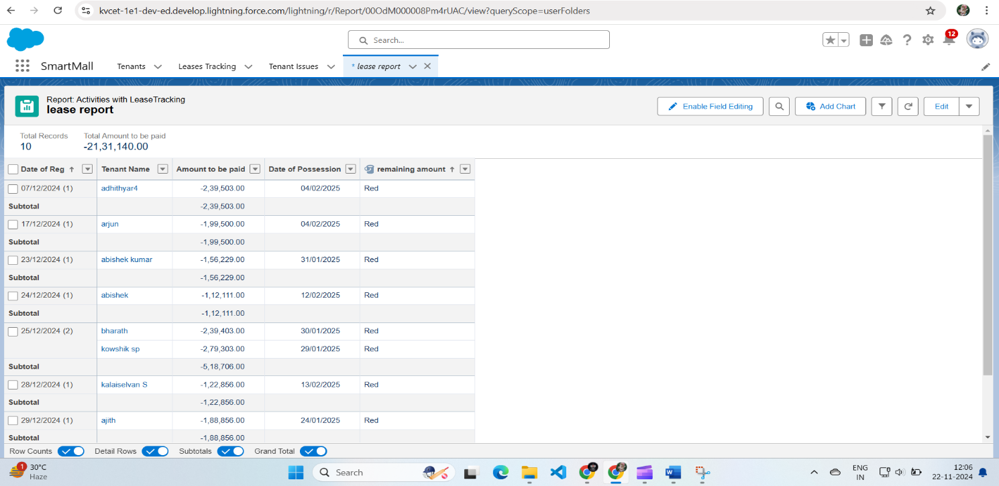 kvcet-1e1-dev-ed.develop.lightning.force.com/lightning/r/Report/00OdM000008Pm4rUAC/view?queryScope=userFolders
Search...
12
SmartMall Tenants Leases Tracking Tenant Issues * lease report
Report: Activities with LeaseTracking
lease report
Enable Field Editing Add Chart Edit
Total Records Total Amount to be paid
10 -21,31,140.00
Date of Reg ↑ Tenant Name Amount to be paid Date of Possession remaining amount ↑
07/12/2024 (1) adhithyar4 -2,39,503.00 04/02/2025 Red
Subtotal -2,39,503.00
17/12/2024 (1) arjun -1,99,500.00 04/02/2025 Red
Subtotal -1,99,500.00
23/12/2024 (1) abishek kumar -1,56,229.00 31/01/2025 Red
Subtotal -1,56,229.00
24/12/2024 (1) abishek -1,12,111.00 12/02/2025 Red
Subtotal -1,12,111.00
25/12/2024 (2) bharath -2,39,403.00 30/01/2025 Red
kowshik sp -2,79,303.00 29/01/2025 Red
Subtotal -5,18,706.00
28/12/2024 (1) kalaiselvan S -1,22,856.00 13/02/2025 Red
Subtotal -1,22,856.00
29/12/2024 (1) ajith -1,88,856.00 24/01/2025 Red
Subtotal -1,88,856.00
Row Counts Detail Rows Subtotals Grand Total
1 30°C Search ENG 12:06
Haze IN 22-11-2024